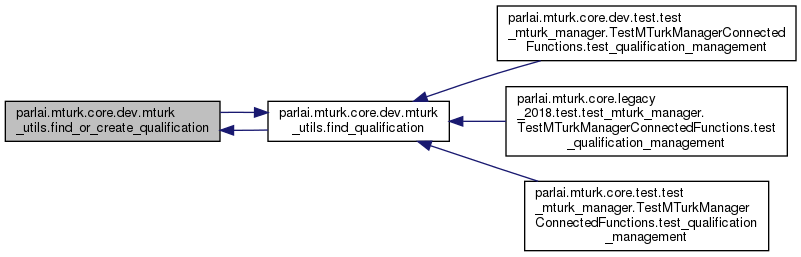 parlai.mturk.core.dev.mturk
_utils.find_or_create_qualification
parlai.mturk.core.dev.mturk
_utils.find_qualification
parlai.mturk.core.dev.test.test
_mturk_manager.TestMTurkManagerConnected
Functions.test_qualification_management
parlai.mturk.core.legacy
_2018.test.test_mturk_manager.
TestMTurkManagerConnectedFunctions.test
_qualification_management
parlai.mturk.core.test.test
_mturk_manager.TestMTurkManager
ConnectedFunctions.test_qualification
_management